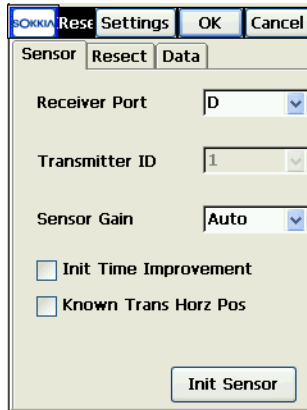 SOKKIA Rese Settings OK Cancel
Sensor Resect Data
Receiver Port D
Transmitter ID 1
Sensor Gain Auto
Init Time Improvement
Known Trans Horz Pos
Init Sensor